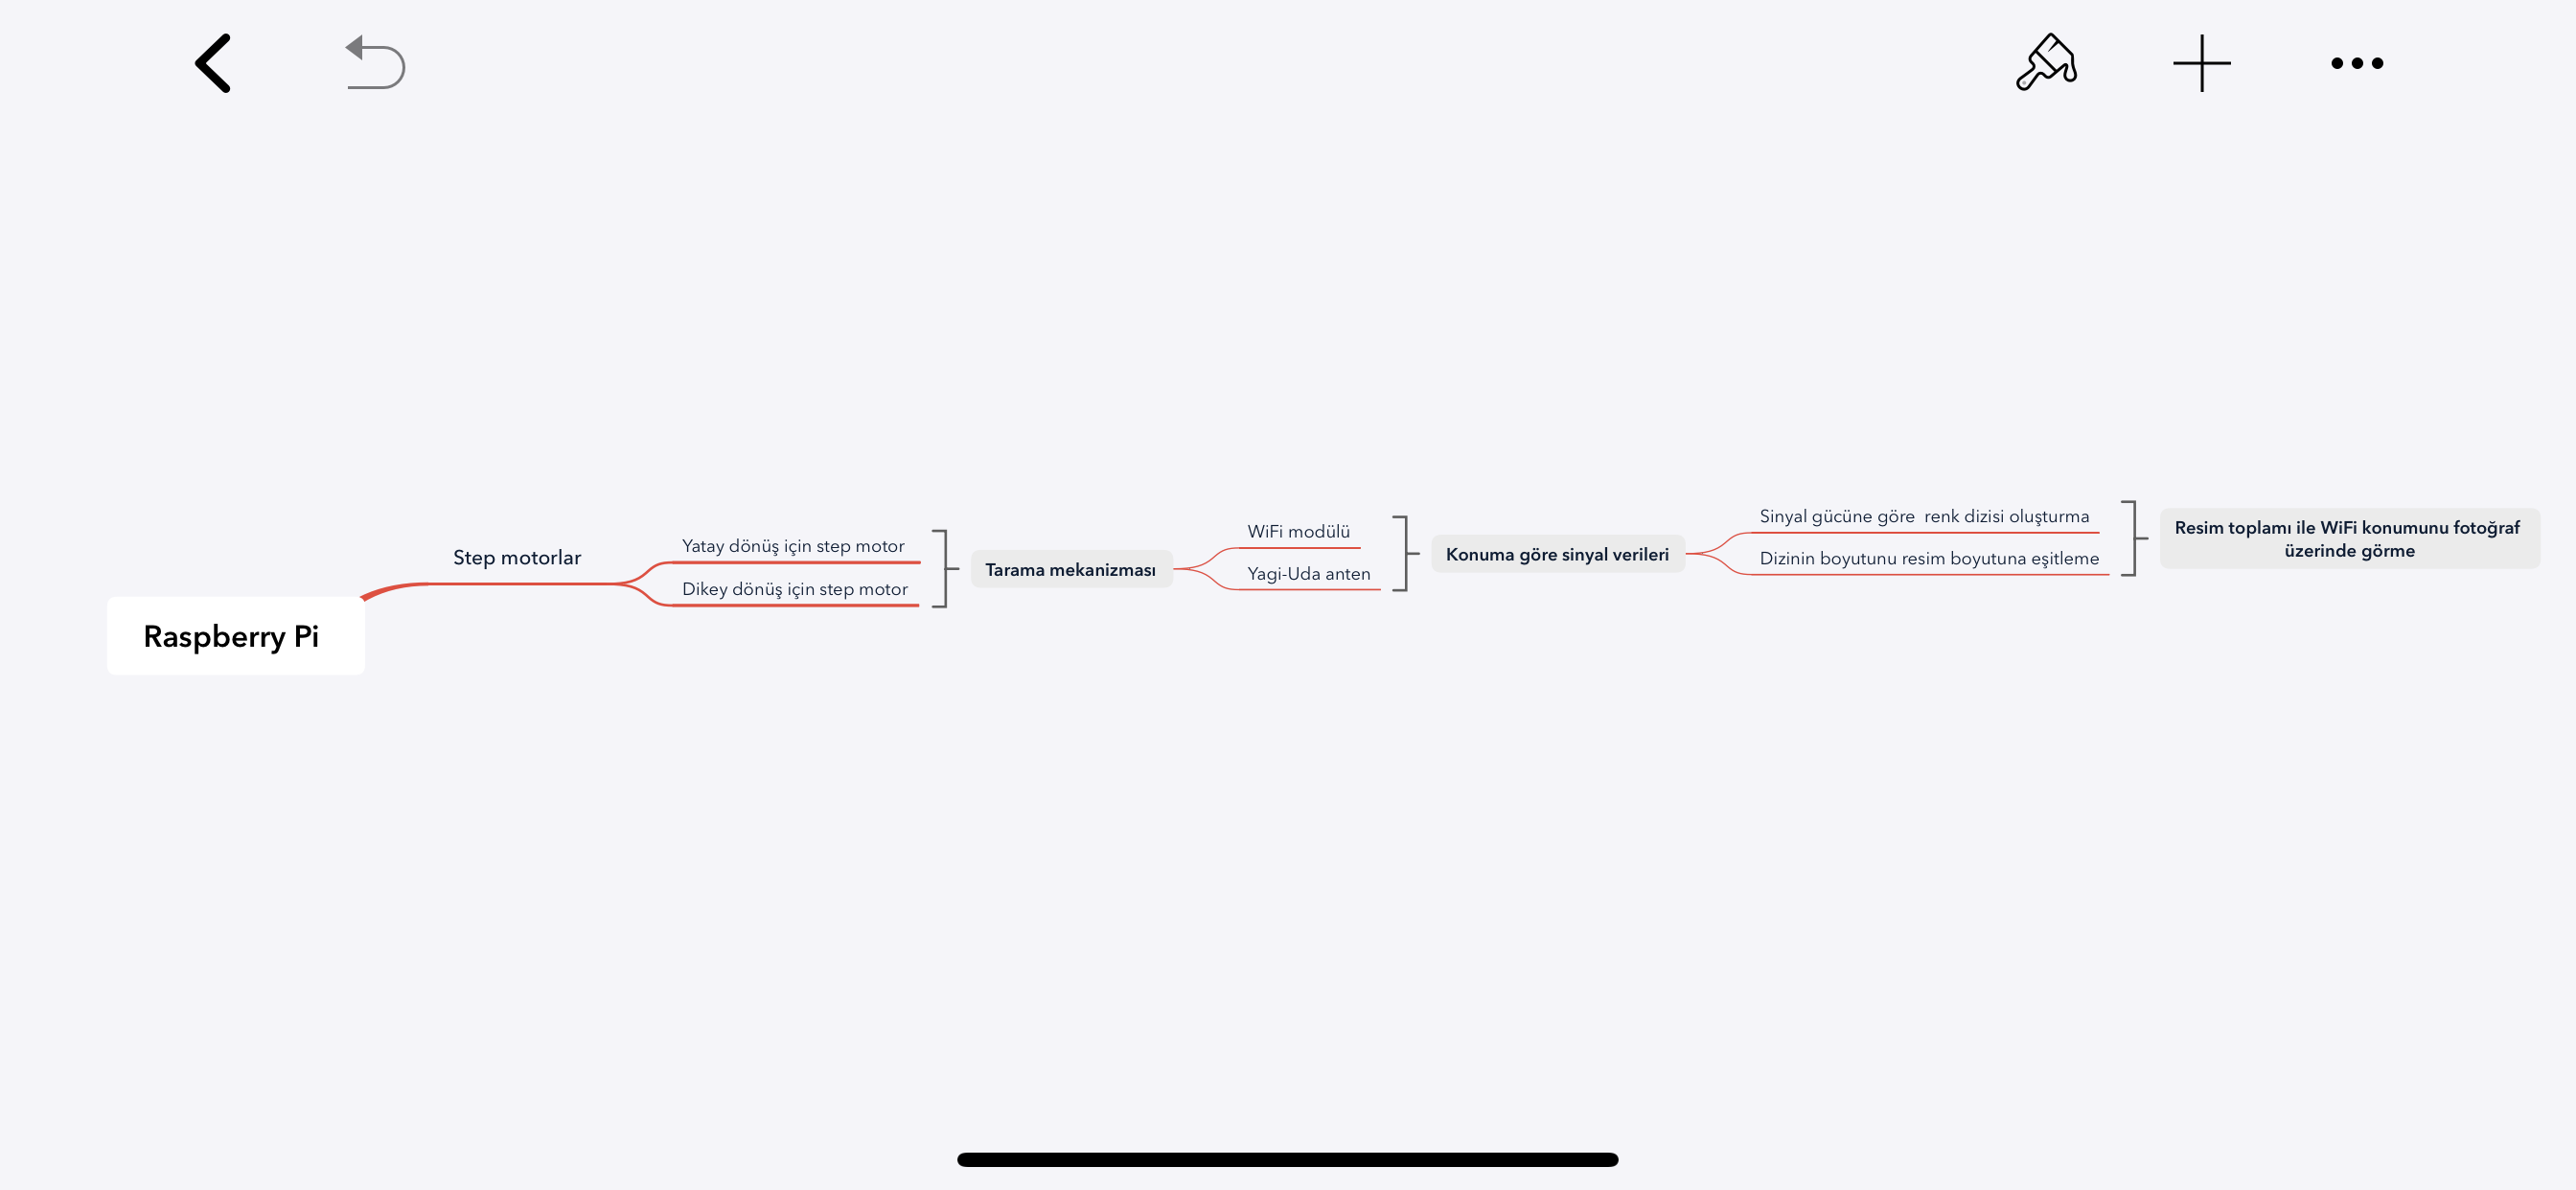 Raspberry Pi
Step motorlar
Yatay dönüş için step motor
Dikey dönüş için step motor
Tarama mekanizması
WiFi modülü
Yagi-Uda anten
Konuma göre sinyal verileri
Sinyal gücüne göre  renk dizisi oluşturma
Dizinin boyutunu resim boyutuna eşitleme
Resim toplamı ile WiFi konumunu fotoğraf
üzerinde görme